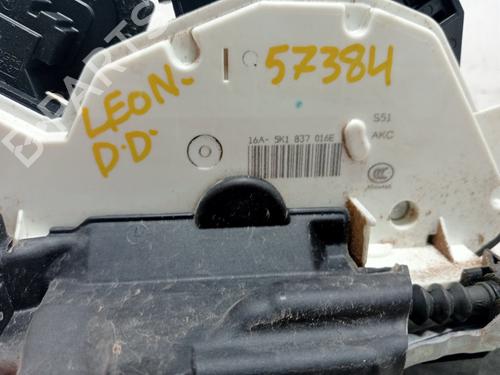 57384
LEON.
D.D.
S51
16A- 5K1 837 016E
AKC